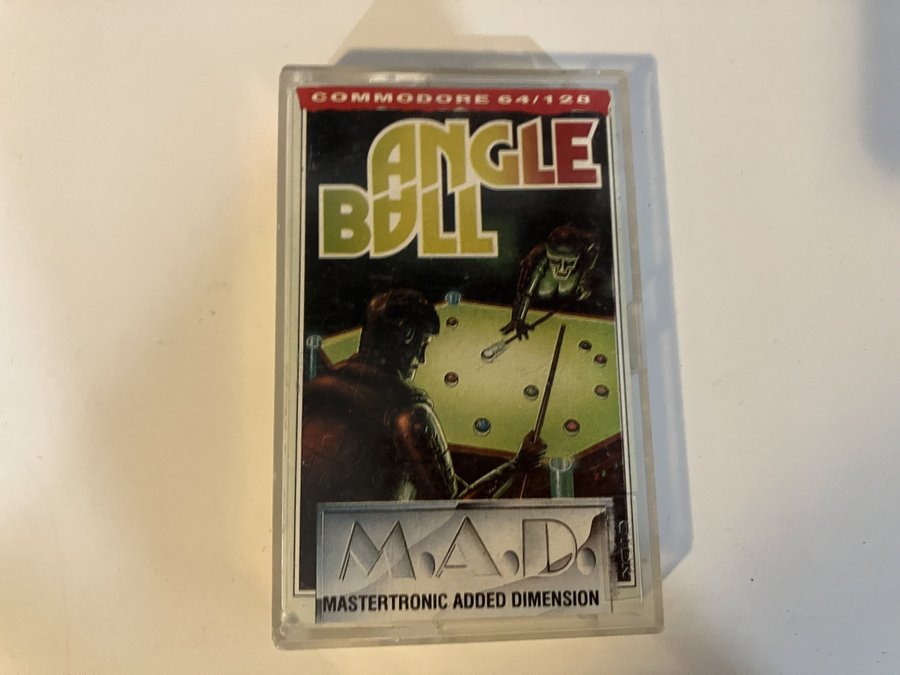 COMMODORE 64/128
ANGLE
BALL
M.A.D.
MASTERTRONIC ADDED DIMENSION